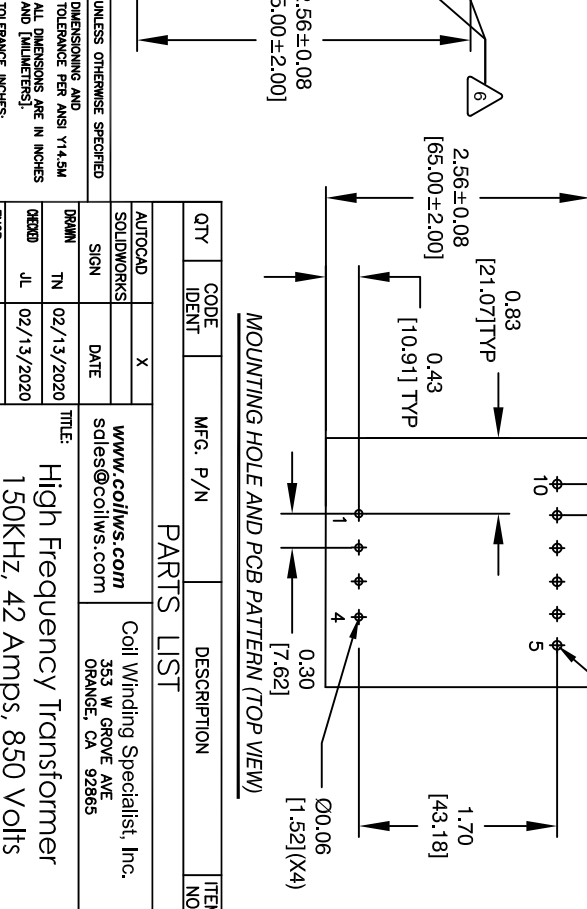 2.56±0.08
[65.00±2.00]
6
2.56±0.08
[65.00±2.00]
0.83
[21.07]TYP
0.43
[10.91] TYP
10
5
1
4
0.30
[7.62]
1.70
[43.18]
Ø0.06
[1.52](X4)
MOUNTING HOLE AND PCB PATTERN (TOP VIEW)
QTY
CODE
IDENT
MFG. P/N
DESCRIPTION
ITEM
NO
PARTS LIST
UNLESS OTHERWISE SPECIFIED
DIMENSIONING AND
TOLERANCE PER ANSI Y14.5M
ALL DIMENSIONS ARE IN INCHES
AND [MILIMETERS].
TOLERANCE INCHES:
AUTOCAD X
SOLIDWORKS
SIGN DATE
DRAWN TN 02/13/2020
CHECKED JL 02/13/2020
www.coilws.com
sales@coilws.com
Coil Winding Specialist, Inc.
353 W GROVE AVE
ORANGE, CA 92865
TITLE:
High Frequency Transformer
150KHz, 42 Amps, 850 Volts